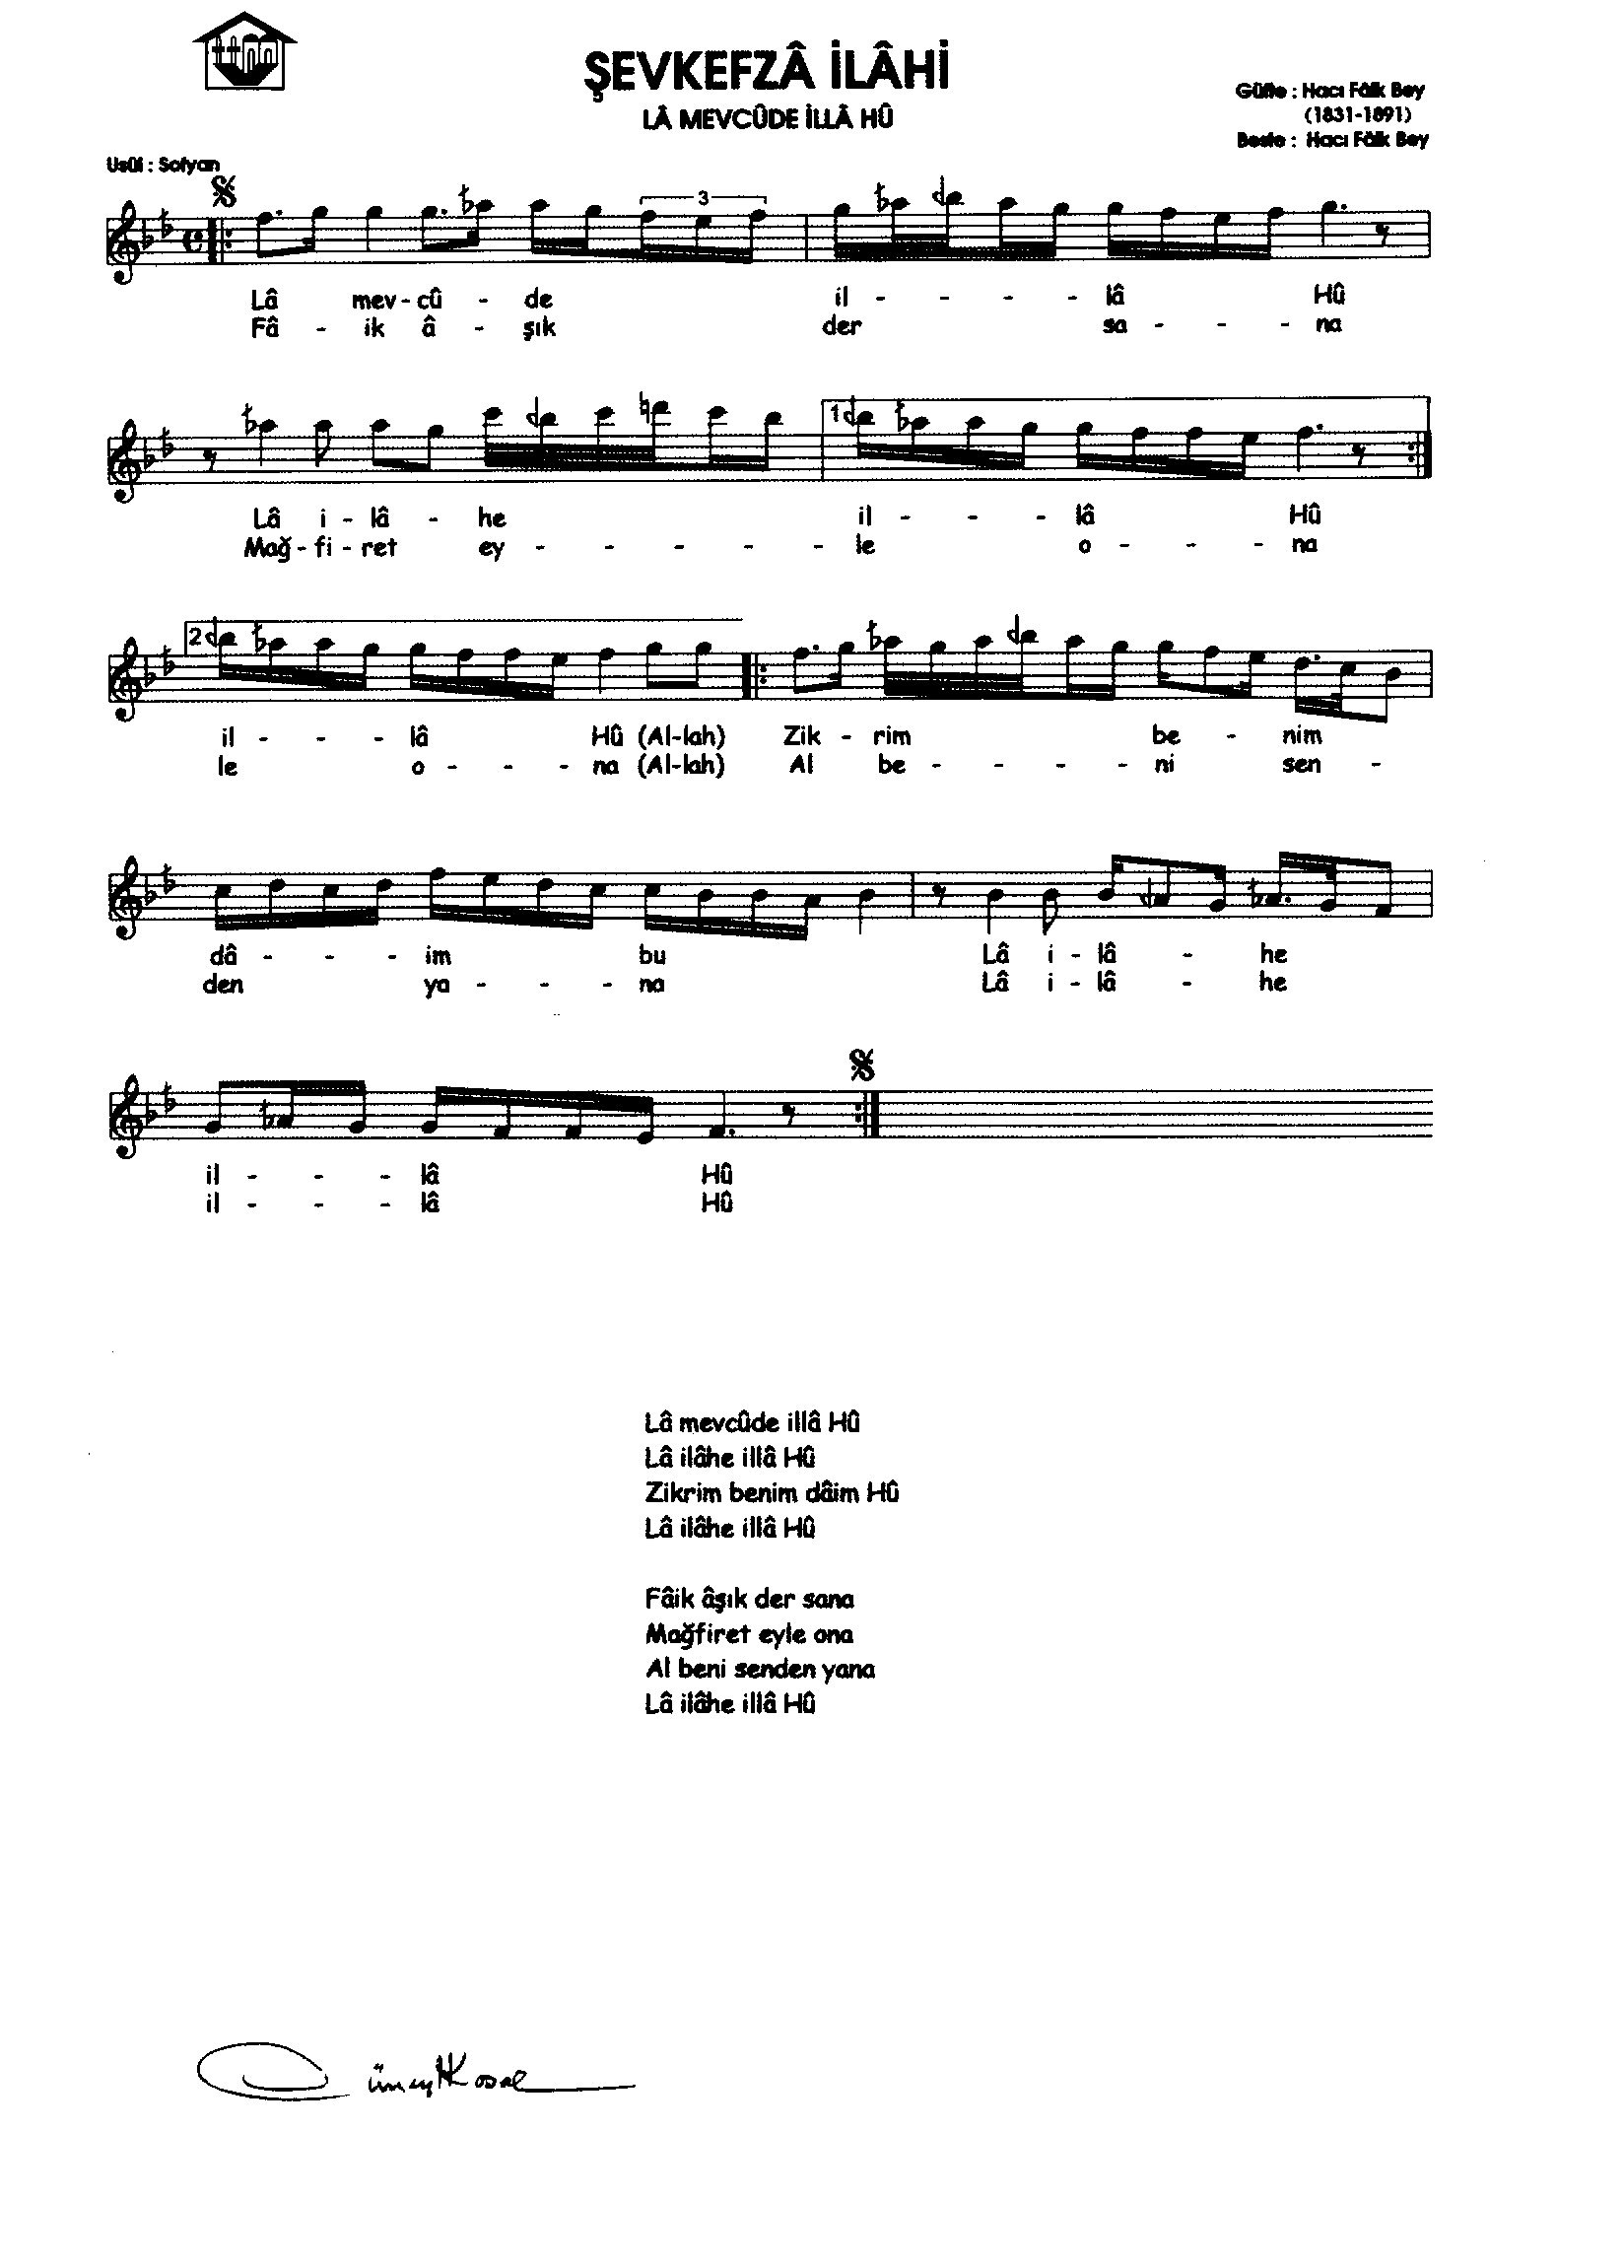 ŞEVKEFZÂ İLÂHİ
LÂ MEVCÛDE İLLÂ HÛ
Güfte : Hacı Fâik Bey
(1831-1891)
Beste : Hacı Fâik Bey
Usûl : Sofyan
3
Lâ mev - cû - de il - - - - lâ Hû
Fâ - ik â - şık der sa - - - na
1
Lâ i - lâ - he il - - - lâ Hû
Mağ - fi - ret ey - - - - - le o - - - na
2
il - - - lâ Hû (Al-lah) Zik - rim be - nim
le o - - - na (Al-lah) Al be - - - - ni sen -
dâ - - - im bu Lâ i - lâ - he
den ya - - - na Lâ i - lâ - he
il - - - lâ Hû
il - - - lâ Hû
Lâ mevcûde illâ Hû
Lâ ilâhe illâ Hû
Zikrim benim dâim Hû
Lâ ilâhe illâ Hû
Fâik âşık der sana
Mağfiret eyle ona
Al beni senden yana
Lâ ilâhe illâ Hû
Cüneyt Kosal